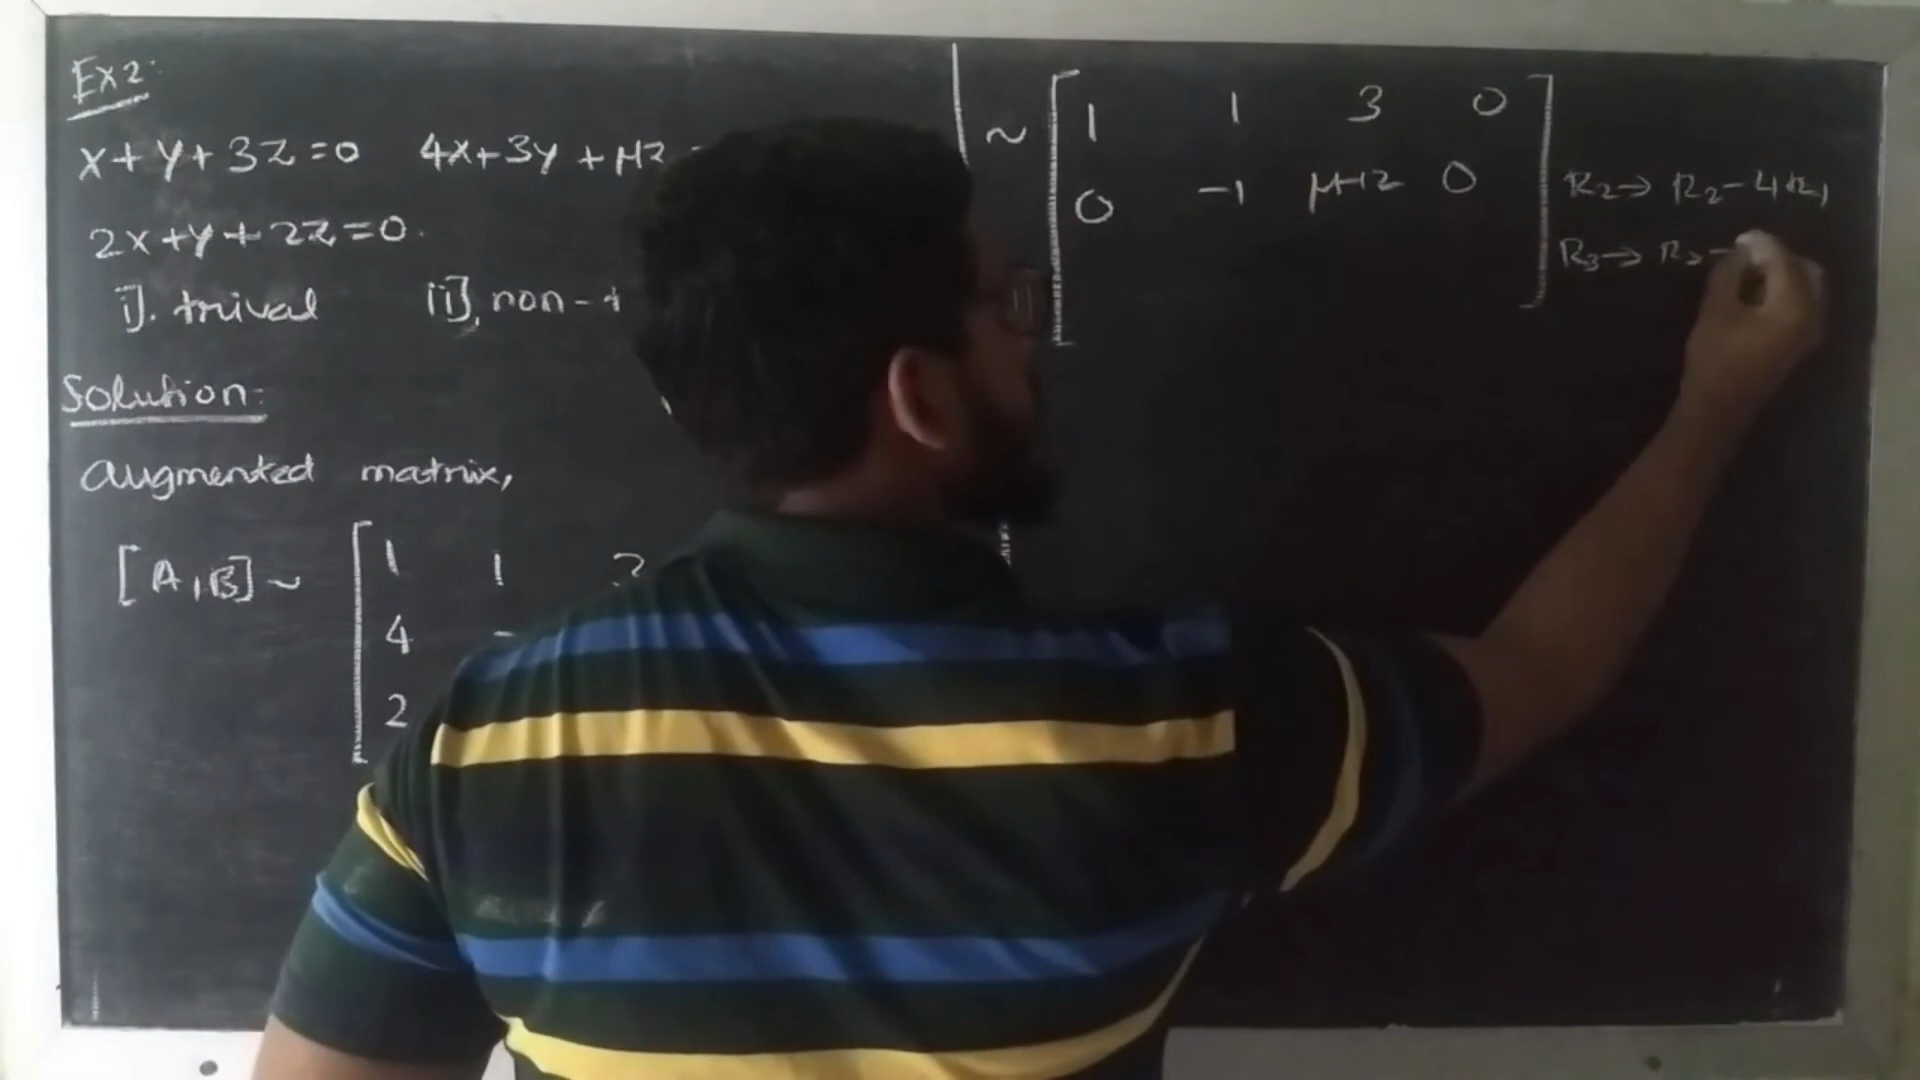 Ex2:
x+y+3z=0 4x+3y+μz
2x+y+2z=0.
i]. trival ii], non-t
Solution:-
augmented matrix,
[A,B]~ [1 1 3
4
2
~ [1 1 3 0]
0 -1 μ-12 0 R2→ R2-4R1
R3→ R3-